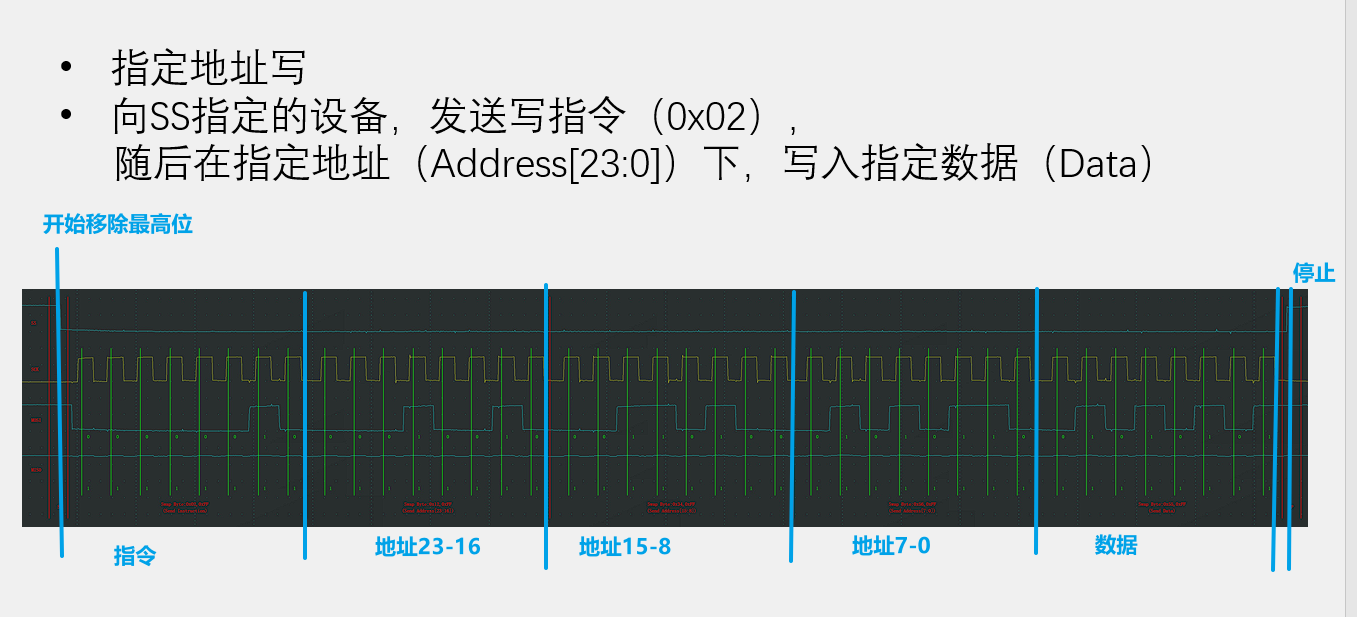 指定地址写
向SS指定的设备，发送写指令（0x02），
随后在指定地址（Address[23:0]）下，写入指定数据（Data）
开始移除最高位
停止
指令
地址23-16
地址15-8
地址7-0
数据